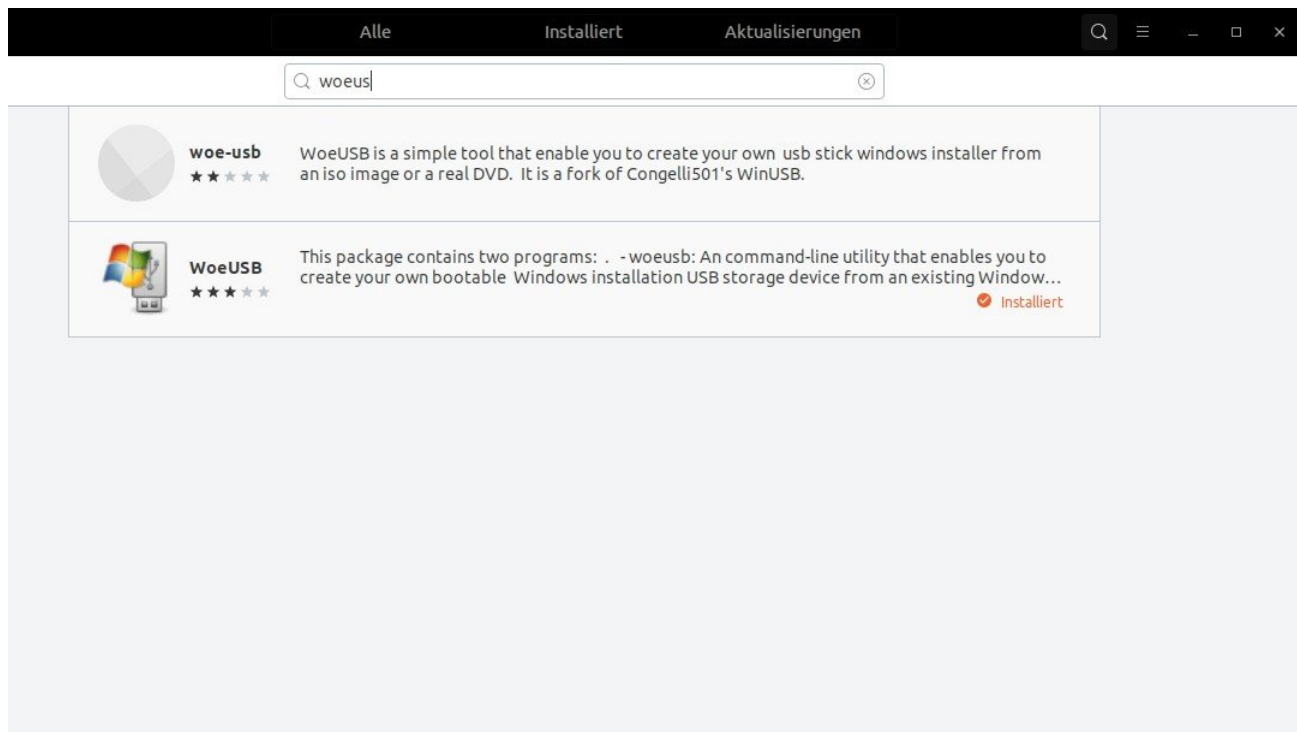 Alle Installiert Aktualisierungen
woeus
woe-usb
WoeUSB is a simple tool that enable you to create your own usb stick windows installer from
an iso image or a real DVD. It is a fork of Congelli501's WinUSB.
WoeUSB
This package contains two programs: . - woeusb: An command-line utility that enables you to
create your own bootable Windows installation USB storage device from an existing Window...
Installiert